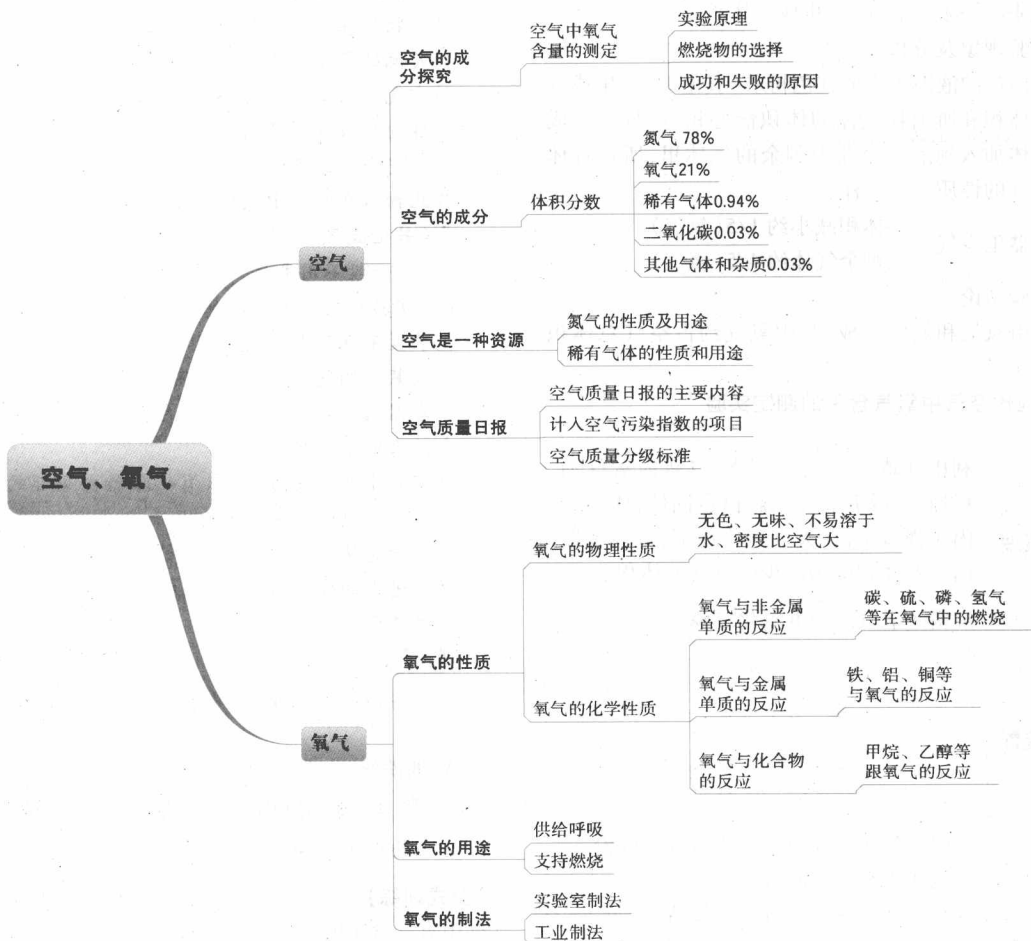 空气、氧气
空气
空气的成
分探究
空气中氧气
含量的测定
实验原理
燃烧物的选择
成功和失败的原因
空气的成分
体积分数
氮气 78%
氧气21%
稀有气体0.94%
二氧化碳0.03%
其他气体和杂质0.03%
空气是一种资源
氮气的性质及用途
稀有气体的性质和用途
空气质量日报
空气质量日报的主要内容
计入空气污染指数的项目
空气质量分级标准
氧气
氧气的性质
氧气的物理性质
无色、无味、不易溶于
水、密度比空气大
氧气的化学性质
氧气与非金属
单质的反应
碳、硫、磷、氢气
等在氧气中的燃烧
氧气与金属
单质的反应
铁、铝、铜等
与氧气的反应
氧气与化合物
的反应
甲烷、乙醇等
跟氧气的反应
氧气的用途
供给呼吸
支持燃烧
氧气的制法
实验室制法
工业制法